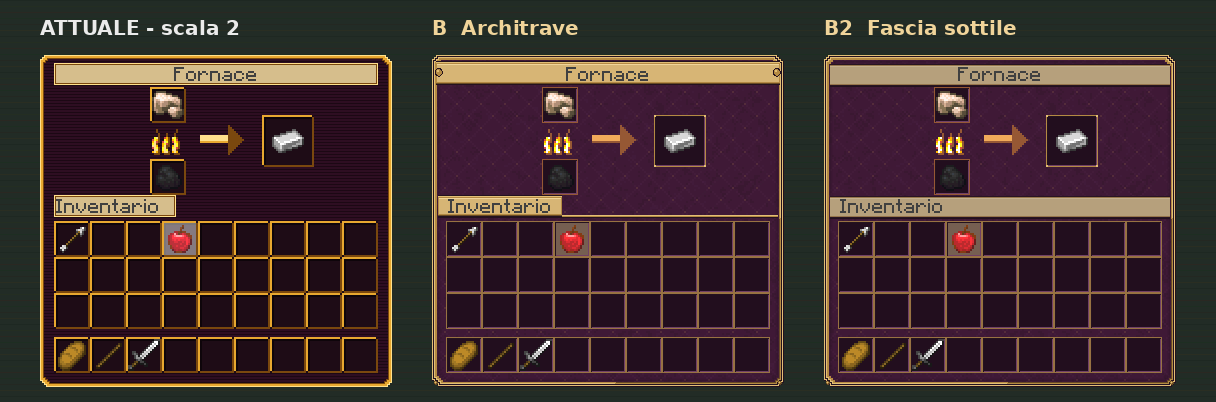 ATTUALE - scala 2
B Architrave
B2 Fascia sottile
Fornace
Inventario
Fornace
Inventario
Fornace
Inventario